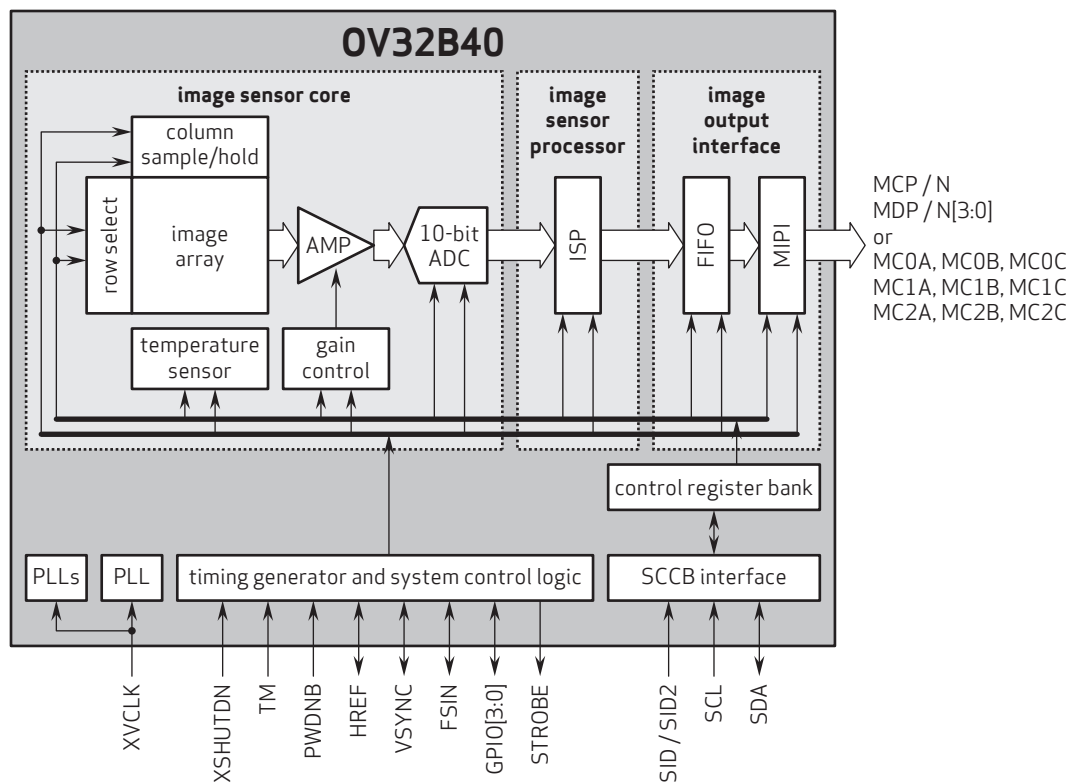 OV32B40
image sensor core
image
sensor
processor
image
output
interface
column
sample/hold
row select
image
array
AMP
10-bit
ADC
ISP
FIFO
MIPI
MCP / N
MDP / N[3:0]
or
MC0A, MC0B, MC0C
MC1A, MC1B, MC1C
MC2A, MC2B, MC2C
temperature
sensor
gain
control
control register bank
PLLs
PLL
timing generator and system control logic
SCCB interface
XVCLK
XSHUTDN
TM
PWDNB
HREF
VSYNC
FSIN
GPIO[3:0]
STROBE
SID / SID2
SCL
SDA